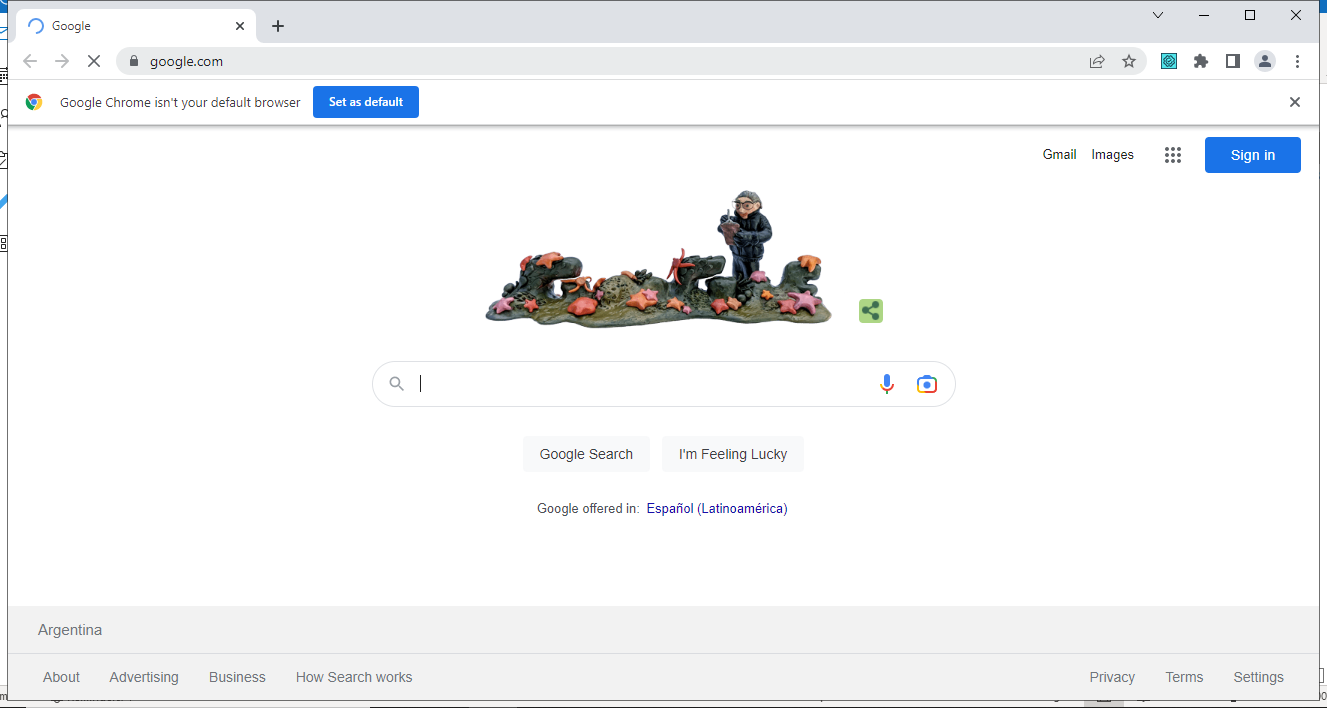 Google
google.com
Google Chrome isn't your default browser Set as default
Gmail Images Sign in
Google Search I'm Feeling Lucky
Google offered in: Español (Latinoamérica)
Argentina
About Advertising Business How Search works Privacy Terms Settings